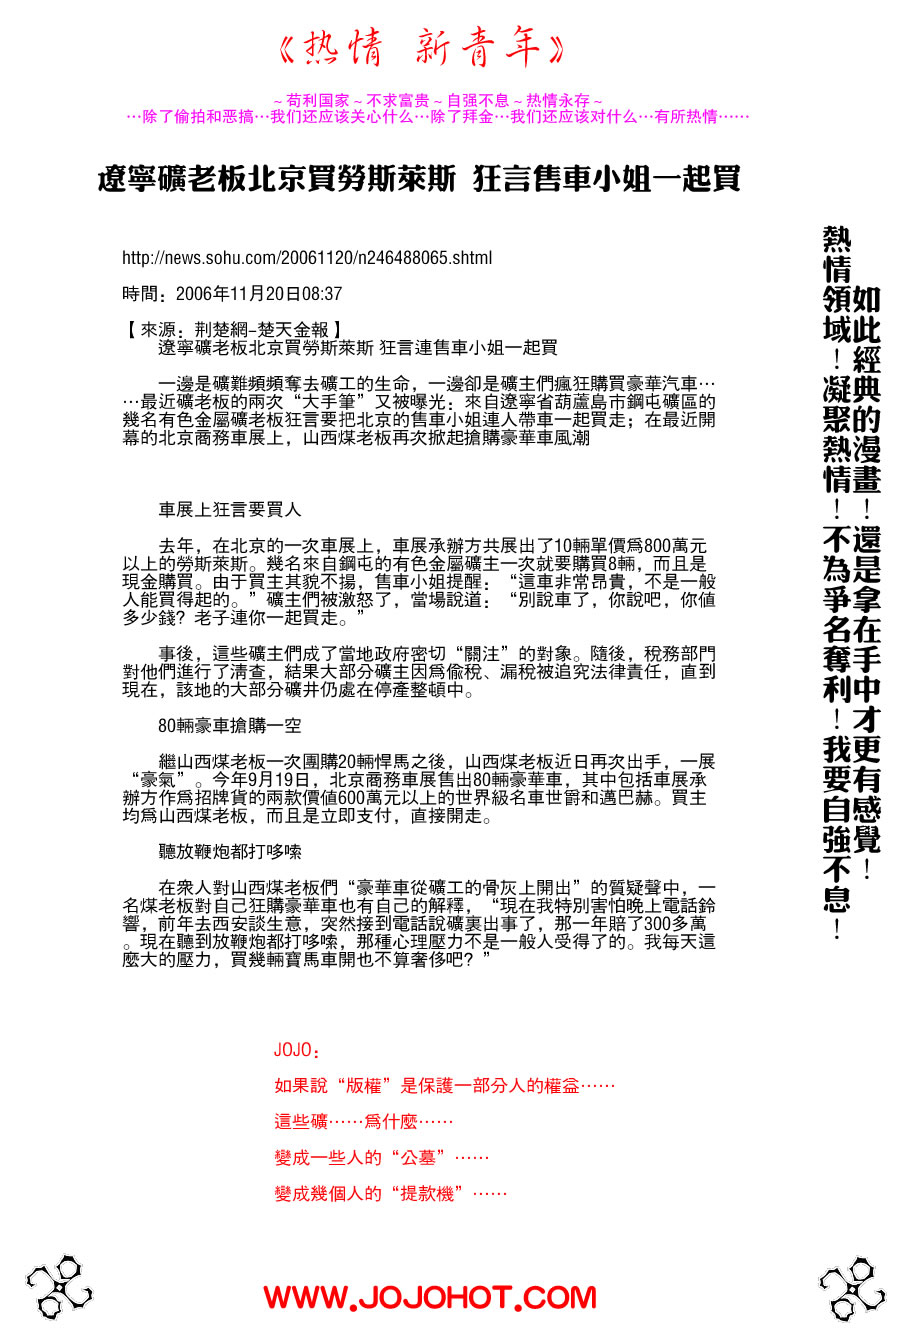 《热情 新青年》
～苟利国家～不求富贵～自强不息～热情永存～
…除了偷拍和恶搞…我们还应该关心什么…除了拜金…我们还应该对什么…有所热情……
遼寧礦老板北京買勞斯萊斯 狂言售車小姐一起買
http://news.sohu.com/20061120/n246488065.shtml
時間：2006年11月20日08:37
【來源：荆楚網-楚天金報】
遼寧礦老板北京買勞斯萊斯 狂言連售車小姐一起買
一邊是礦難頻頻奪去礦工的生命，一邊卻是礦主們瘋狂購買豪華汽車…
…最近礦老板的兩次“大手筆”又被曝光：來自遼寧省葫蘆島市鋼屯礦區的
幾名有色金屬礦老板狂言要把北京的售車小姐連人帶車一起買走；在最近開
幕的北京商務車展上，山西煤老板再次掀起搶購豪華車風潮
車展上狂言要買人
去年，在北京的一次車展上，車展承辦方共展出了10輛單價爲800萬元
以上的勞斯萊斯。幾名來自鋼屯的有色金屬礦主一次就要購買8輛，而且是
現金購買。由于買主其貌不揚，售車小姐提醒：“這車非常昂貴，不是一般
人能買得起的。”礦主們被激怒了，當場說道：“別說車了，你說吧，你値
多少錢？老子連你一起買走。”
事後，這些礦主們成了當地政府密切“關注”的對象。隨後，稅務部門
對他們進行了清查，結果大部分礦主因爲偷稅、漏稅被追究法律責任，直到
現在，該地的大部分礦井仍處在停產整頓中。
80輛豪車搶購一空
繼山西煤老板一次團購20輛悍馬之後，山西煤老板近日再次出手，一展
“豪氣”。今年9月19日，北京商務車展售出80輛豪華車，其中包括車展承
辦方作爲招牌貨的兩款價値600萬元以上的世界級名車世爵和邁巴赫。買主
均爲山西煤老板，而且是立即支付，直接開走。
聽放鞭炮都打哆嗦
在衆人對山西煤老板們“豪華車從礦工的骨灰上開出”的質疑聲中，一
名煤老板對自己狂購豪華車也有自己的解釋，“現在我特別害怕晚上電話鈴
響，前年去西安談生意，突然接到電話說礦裏出事了，那一年賠了300多萬
。現在聽到放鞭炮都打哆嗦，那種心理壓力不是一般人受得了的。我每天這
麼大的壓力，買幾輛寶馬車開也不算奢侈吧？”
如此經典的漫畫！還是拿在手中才更有感覺！
熱情領域！凝聚熱情！不為爭名奪利！我要自強不息！
JOJO：
如果說“版權”是保護一部分人的權益……
這些礦……爲什麼……
變成一些人的“公墓”……
變成幾個人的“提款機”……
WWW.JOJOHOT.COM